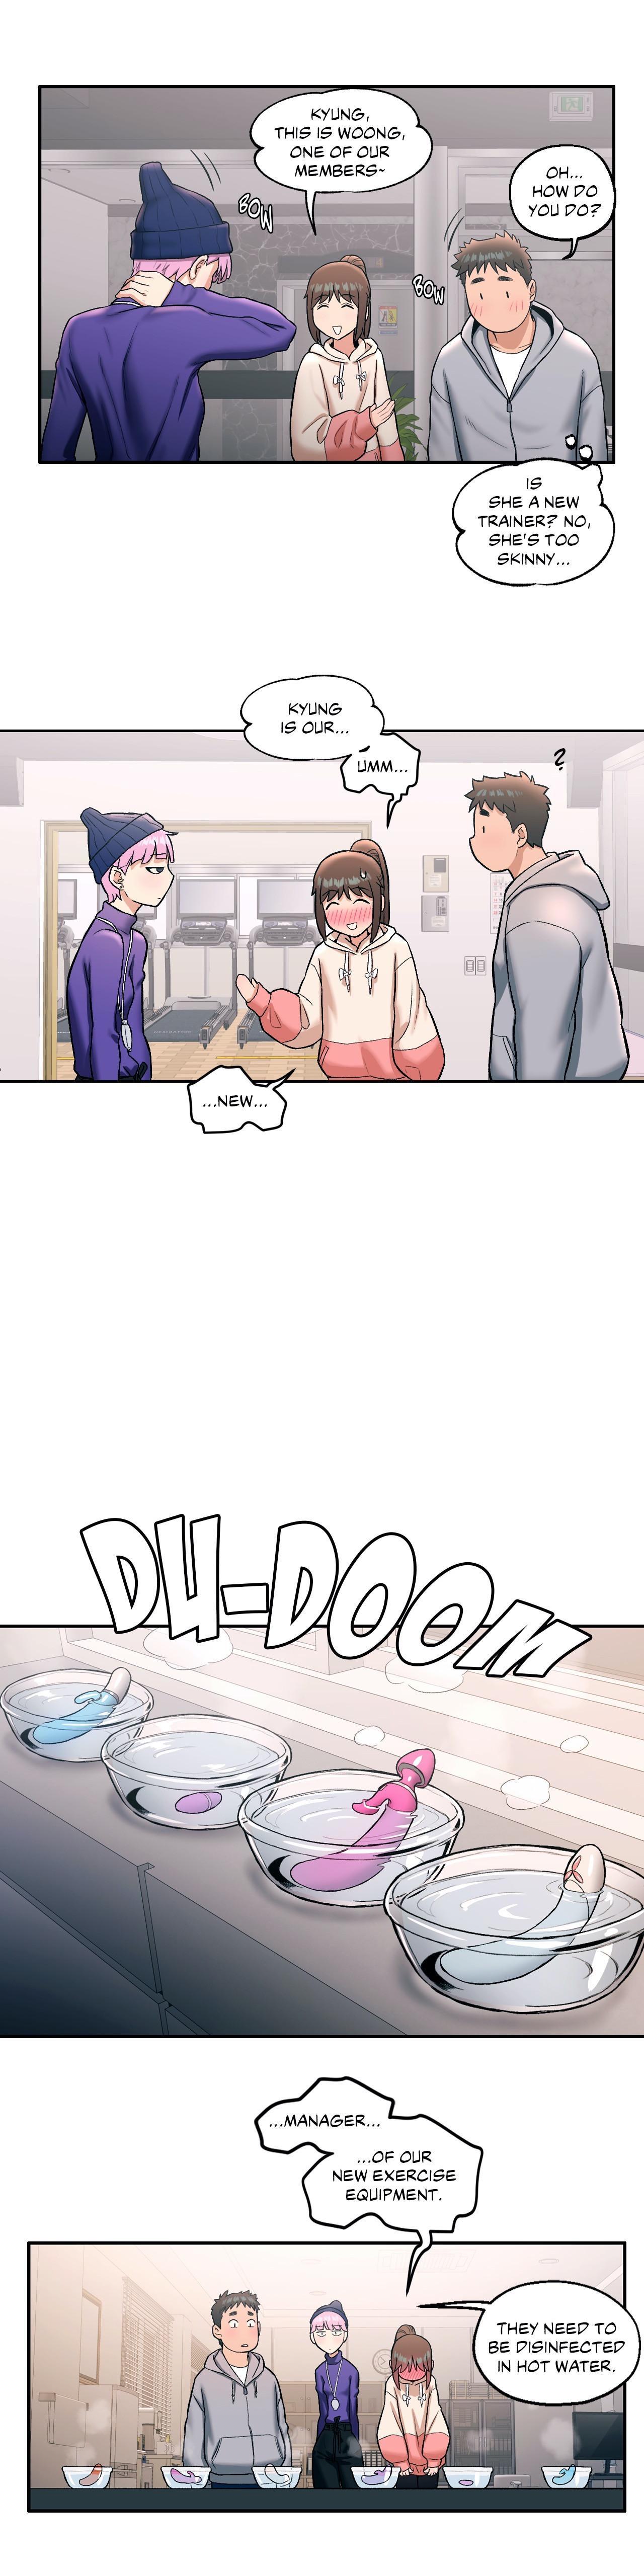 KYUNG,
THIS IS WOONG,
ONE OF OUR
MEMBERS~
OH...
HOW DO
YOU DO?
BOW
BOW
IS
SHE A NEW
TRAINER? NO,
SHE'S TOO
SKINNY...
KYUNG
IS OUR...
UMM...
?
...NEW...
DU-DOOM
...MANAGER...
...OF OUR
NEW EXERCISE
EQUIPMENT.
THEY NEED TO
BE DISINFECTED
IN HOT WATER.